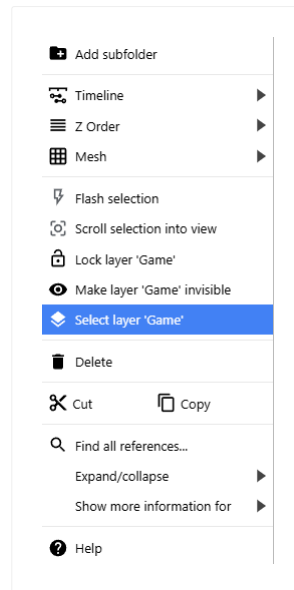 Add subfolder
Timeline
Z Order
Mesh
Flash selection
Scroll selection into view
Lock layer 'Game'
Make layer 'Game' invisible
Select layer 'Game'
Delete
Cut Copy
Find all references...
Expand/collapse
Show more information for
Help